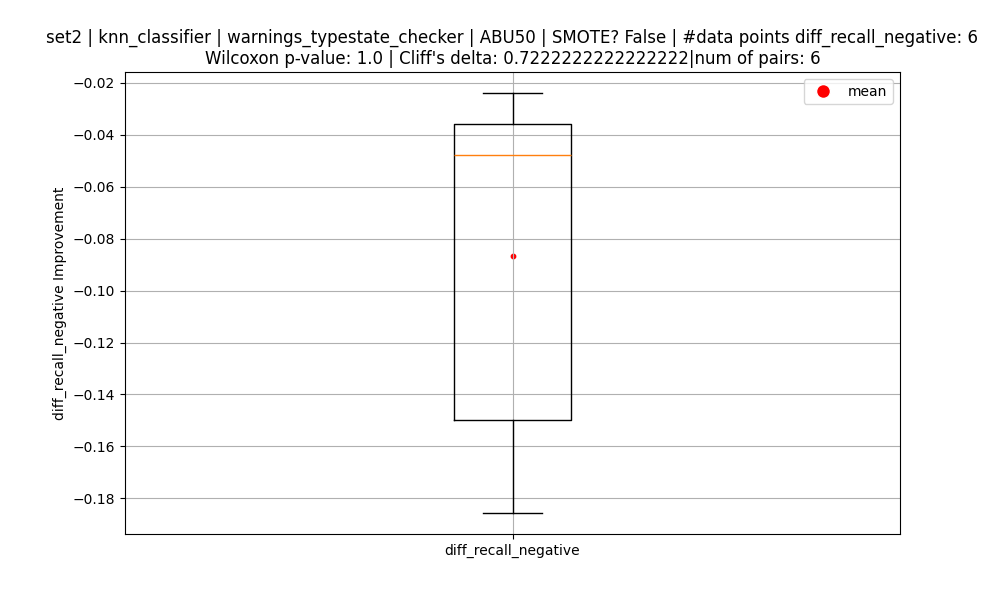 set2 | knn_classifier | warnings_typestate_checker | ABU50 | SMOTE? False | #data points diff_recall_negative: 6
Wilcoxon p-value: 1.0 | Cliff's delta: 0.7222222222222222|num of pairs: 6
mean
−0.02
−0.04
−0.06
−0.08
−0.10
−0.12
−0.14
−0.16
−0.18
diff_recall_negative Improvement
diff_recall_negative